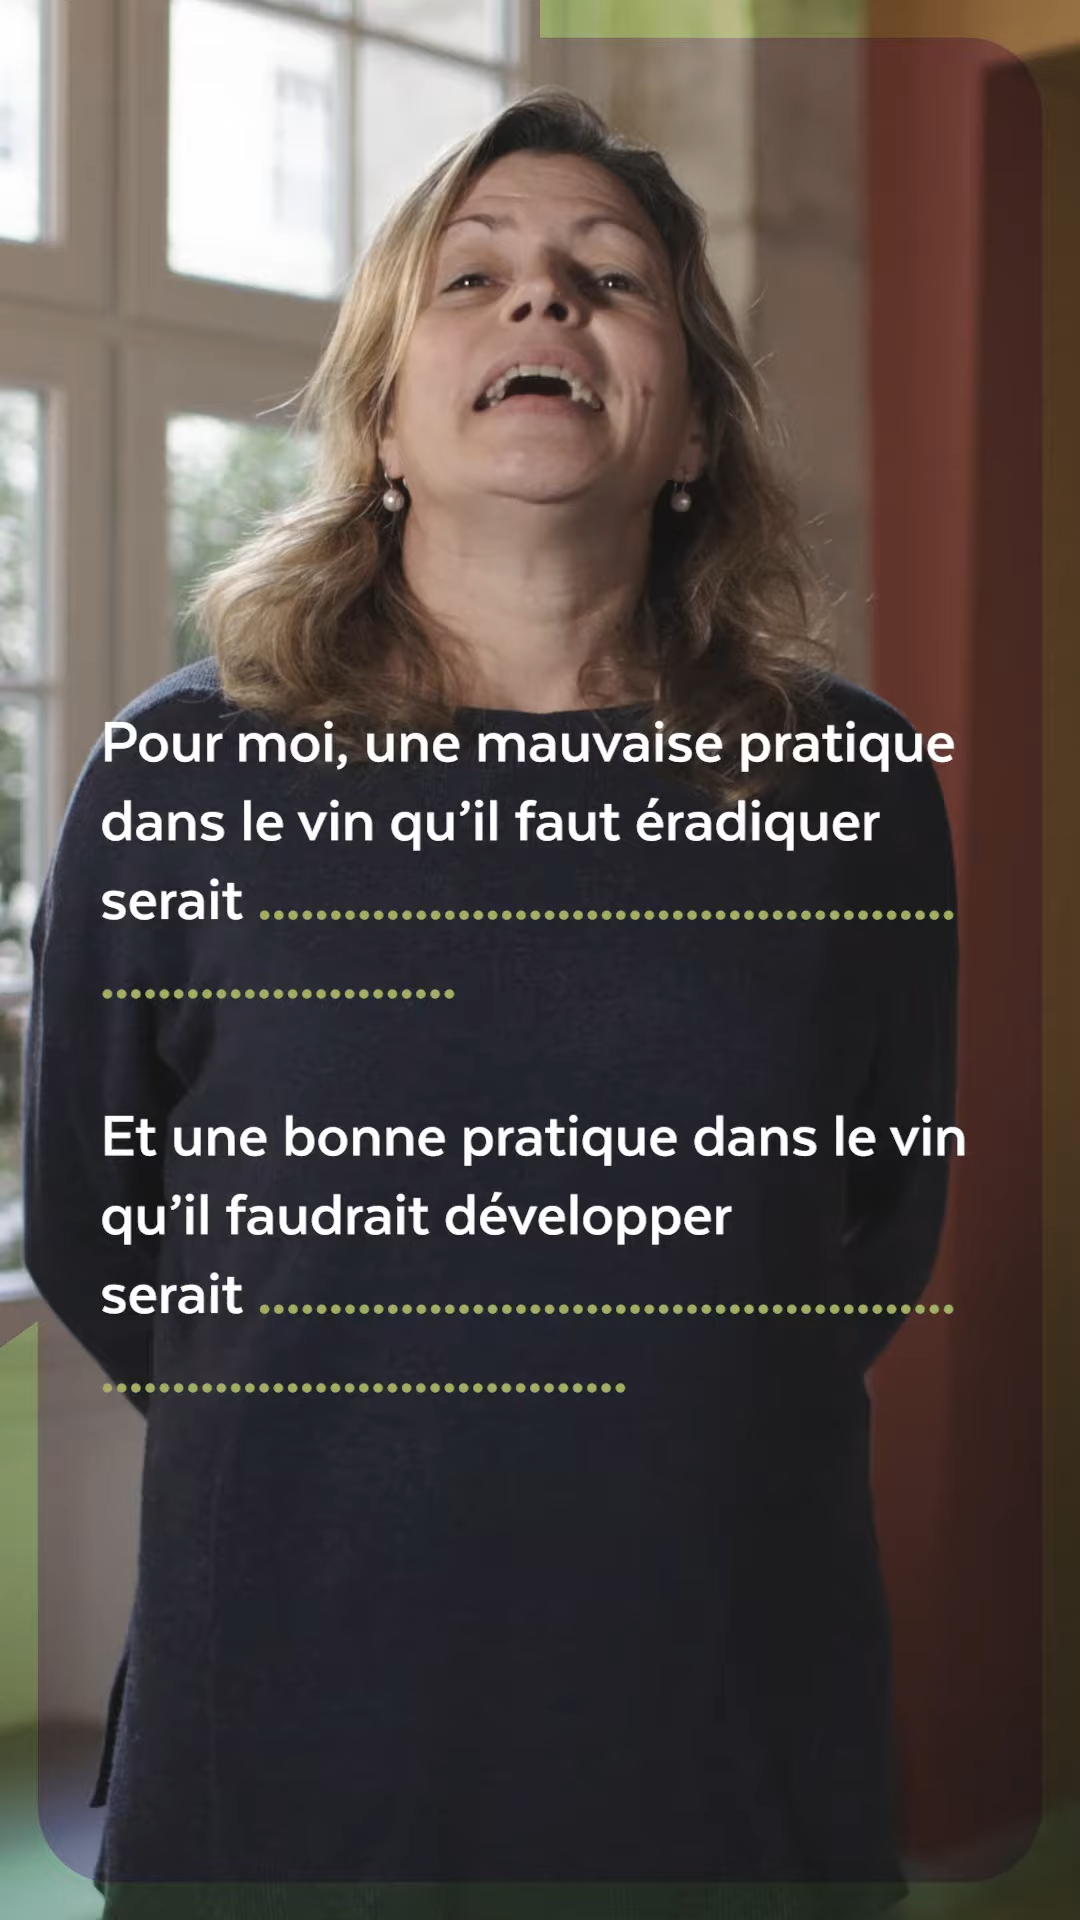 Pour moi, une mauvaise pratique
dans le vin qu’il faut éradiquer
serait .................................................
.........................
Et une bonne pratique dans le vin
qu’il faudrait développer
serait .................................................
.....................................